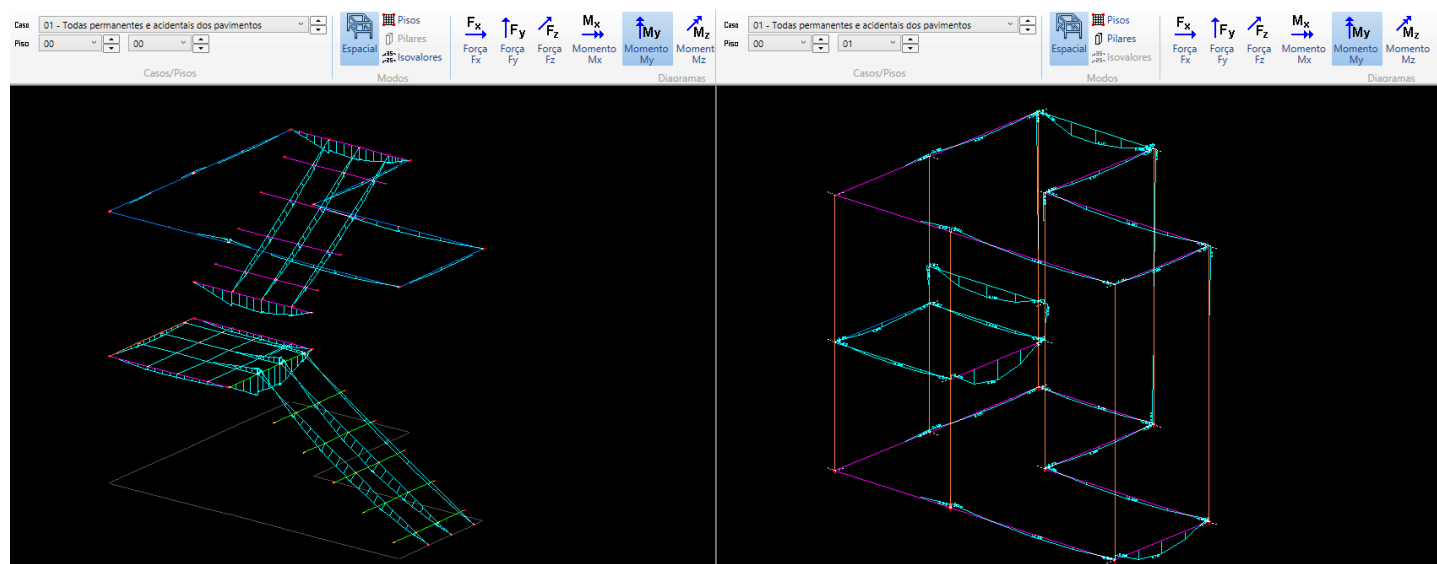 Caso 01 - Todas permanentes e acidentais dos pavimentos
Piso 00 00
Casos/Pisos
Espacial
Pisos
Pilares
Isovalores
Modos
Fx Força Fx
Fy Força Fy
Fz Força Fz
Mx Momento Mx
My Momento My
Mz Moment Mz
Diagramas
Caso 01 - Todas permanentes e acidentais dos pavimentos
Piso 00 01
Casos/Pisos
Espacial
Pisos
Pilares
Isovalores
Modos
Fx Força Fx
Fy Força Fy
Fz Força Fz
Mx Momento Mx
My Momento My
Mz Momento Mz
Diagramas